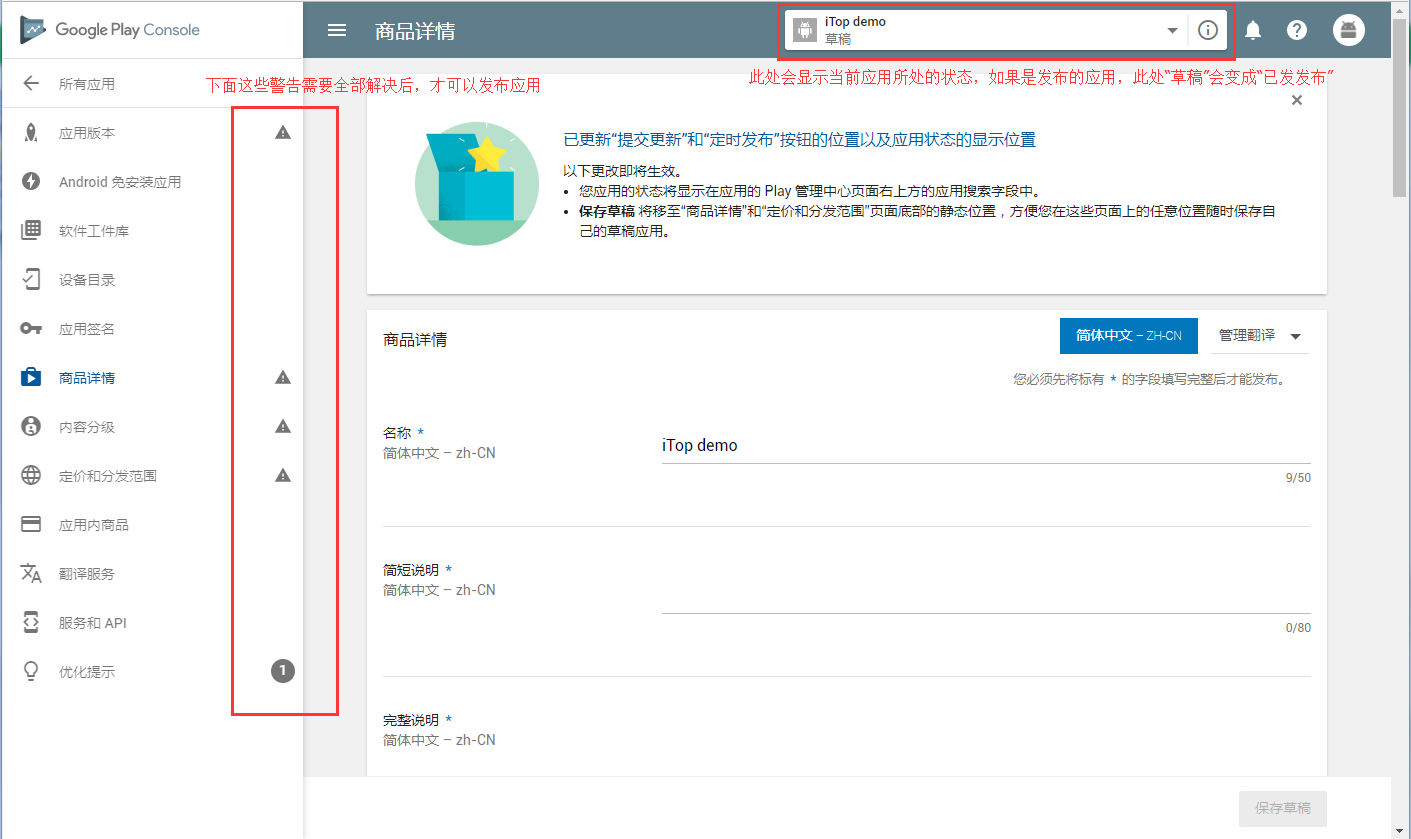 Google Play Console
商品详情
iTop demo
草稿
所有应用
下面这些警告需要全部解决后，才可以发布应用
此处会显示当前应用所处的状态，如果是发布的应用，此处“草稿”会变成“已发发布”
应用版本
Android 免安装应用
软件工件库
设备目录
应用签名
商品详情
内容分级
定价和分发范围
应用内商品
翻译服务
服务和 API
优化提示
1
已更新“提交更新”和“定时发布”按钮的位置以及应用状态的显示位置
以下更改即将生效。
• 您应用的状态将显示在应用的 Play 管理中心页面右上方的应用搜索字段中。
• 保存草稿 将移至“商品详情”和“定价和分发范围”页面底部的静态位置，方便您在这些页面上的任意位置随时保存自
己的草稿应用。
商品详情
简体中文 – ZH-CN
管理翻译
您必须先将标有 * 的字段填写完整后才能发布。
名称 *
简体中文 – zh-CN
iTop demo
9/50
简短说明 *
简体中文 – zh-CN
0/80
完整说明 *
简体中文 – zh-CN
保存草稿